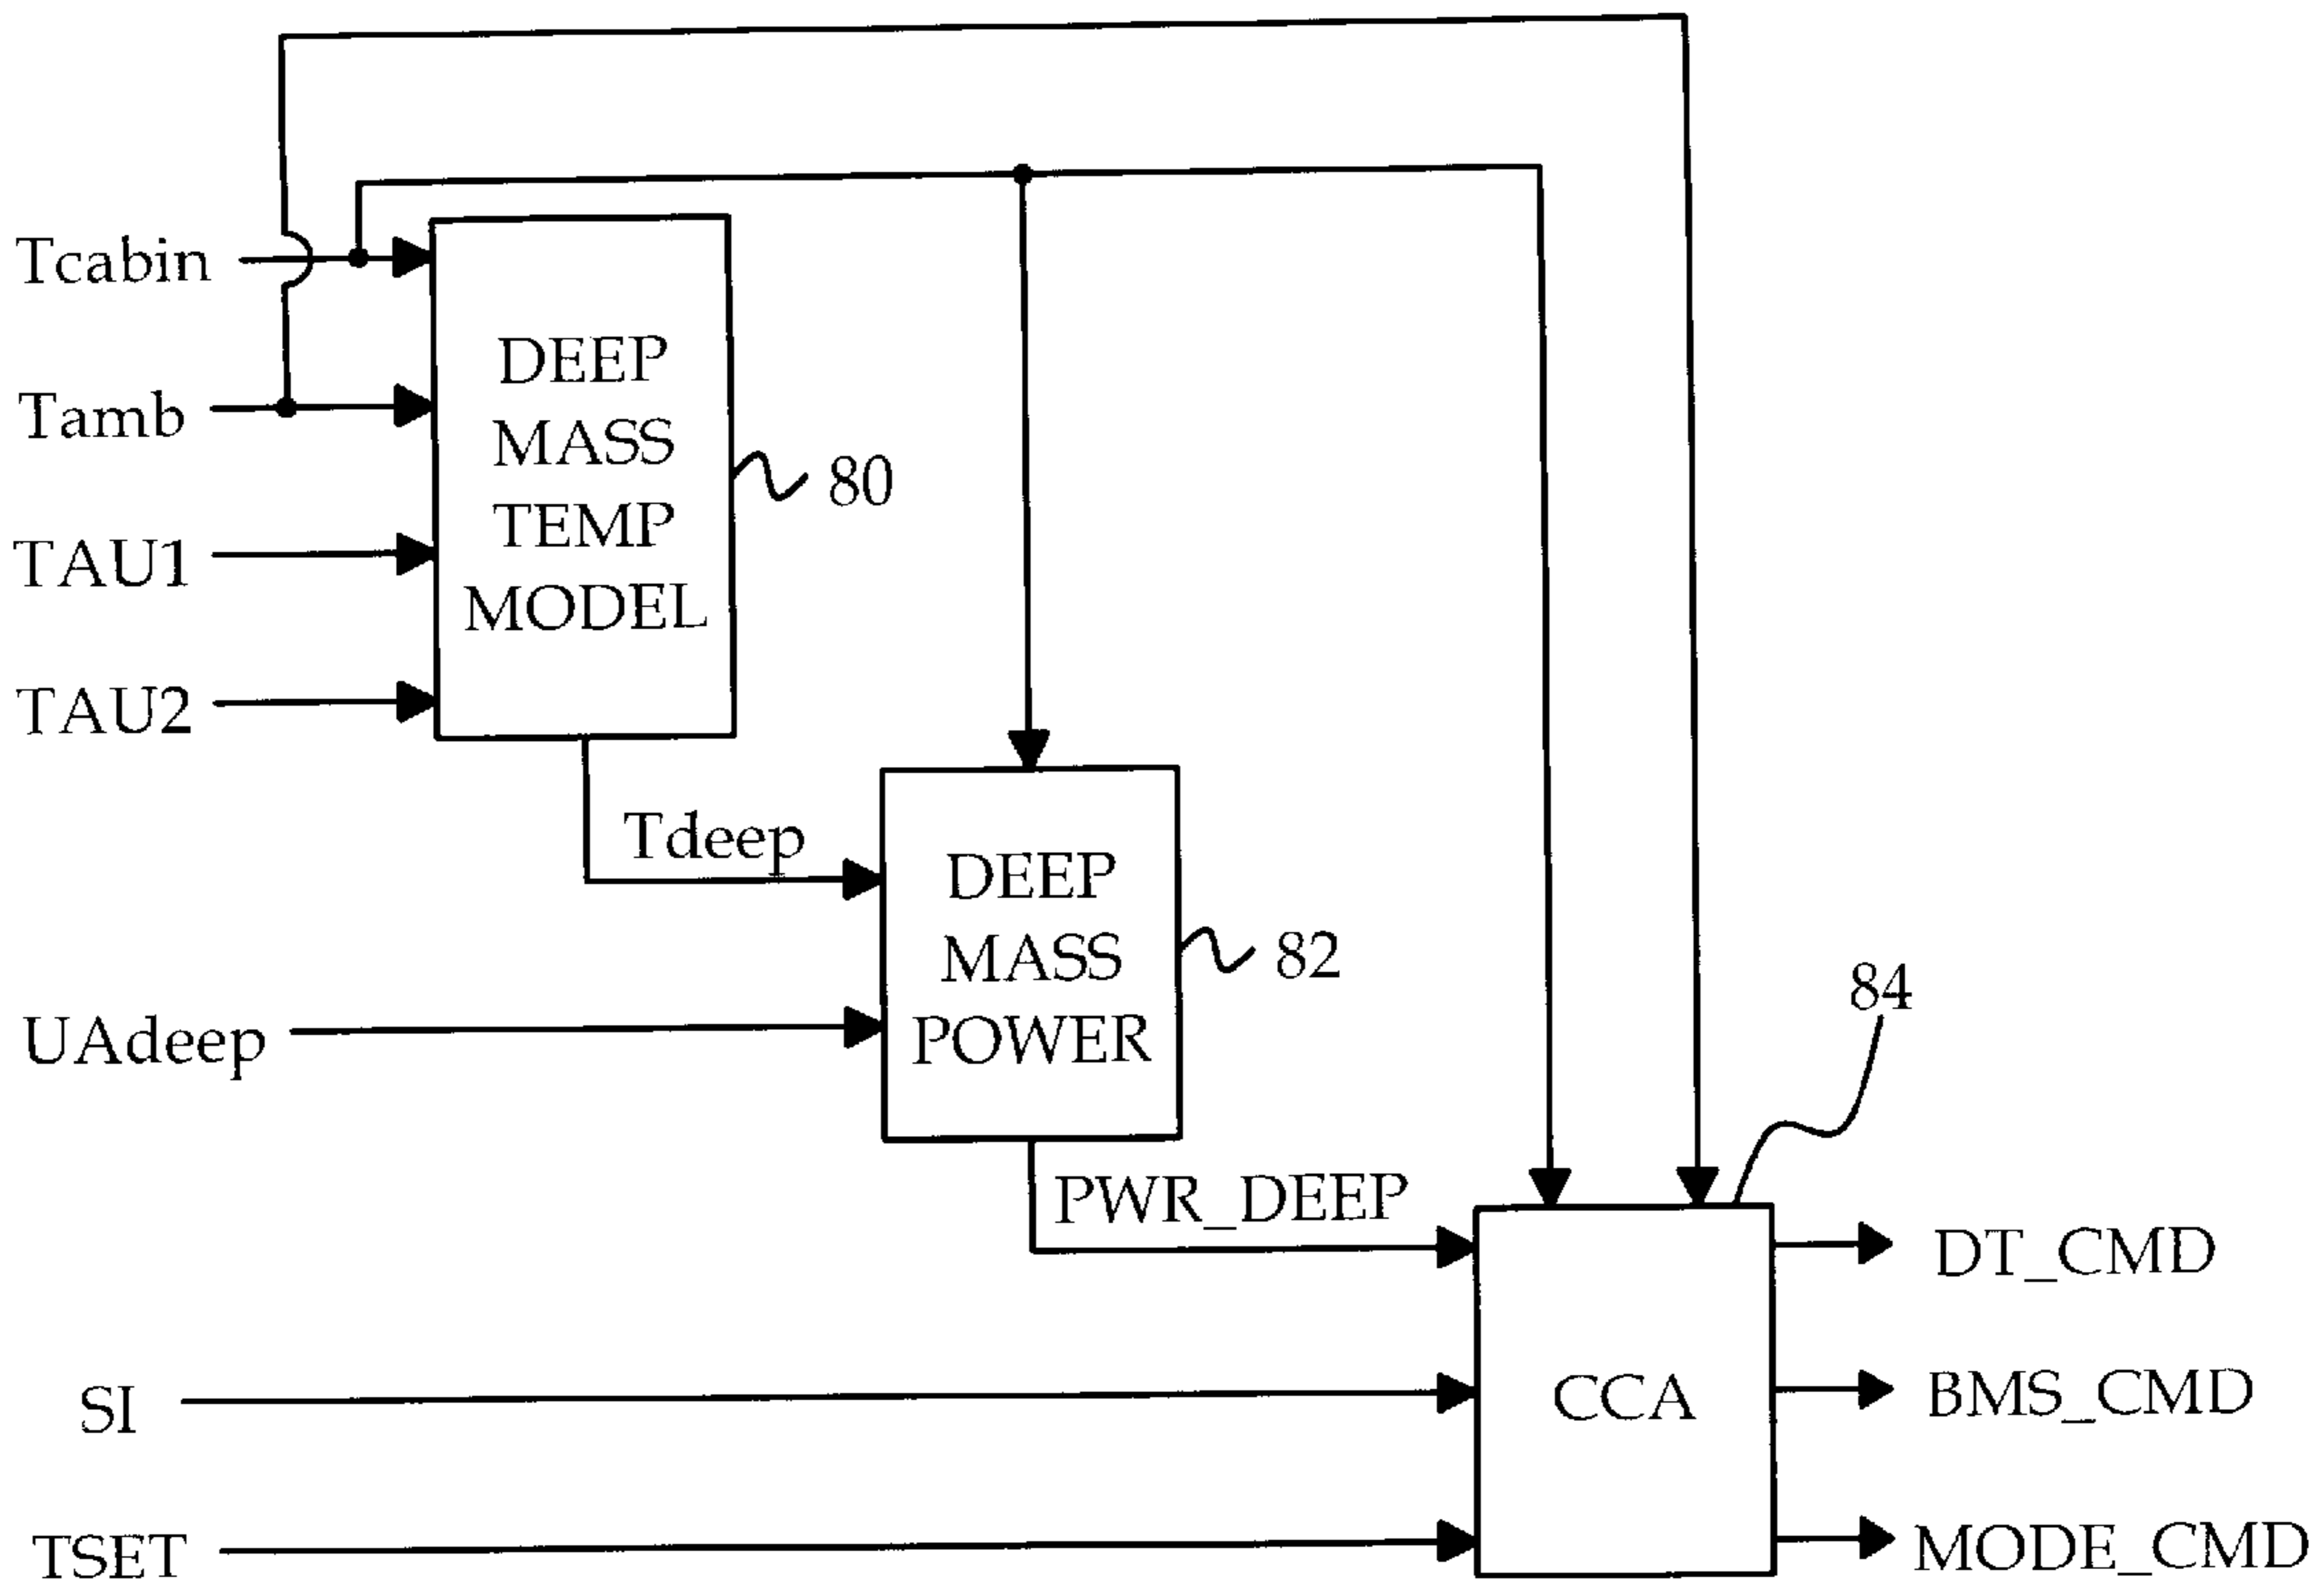 Tcabin
Tamb
TAU1
TAU2
DEEP
MASS
TEMP
MODEL
80
Tdeep
UAdeep
DEEP
MASS
POWER
82
PWR_DEEP
84
SI
TSET
CCA
DT_CMD
BMS_CMD
MODE_CMD